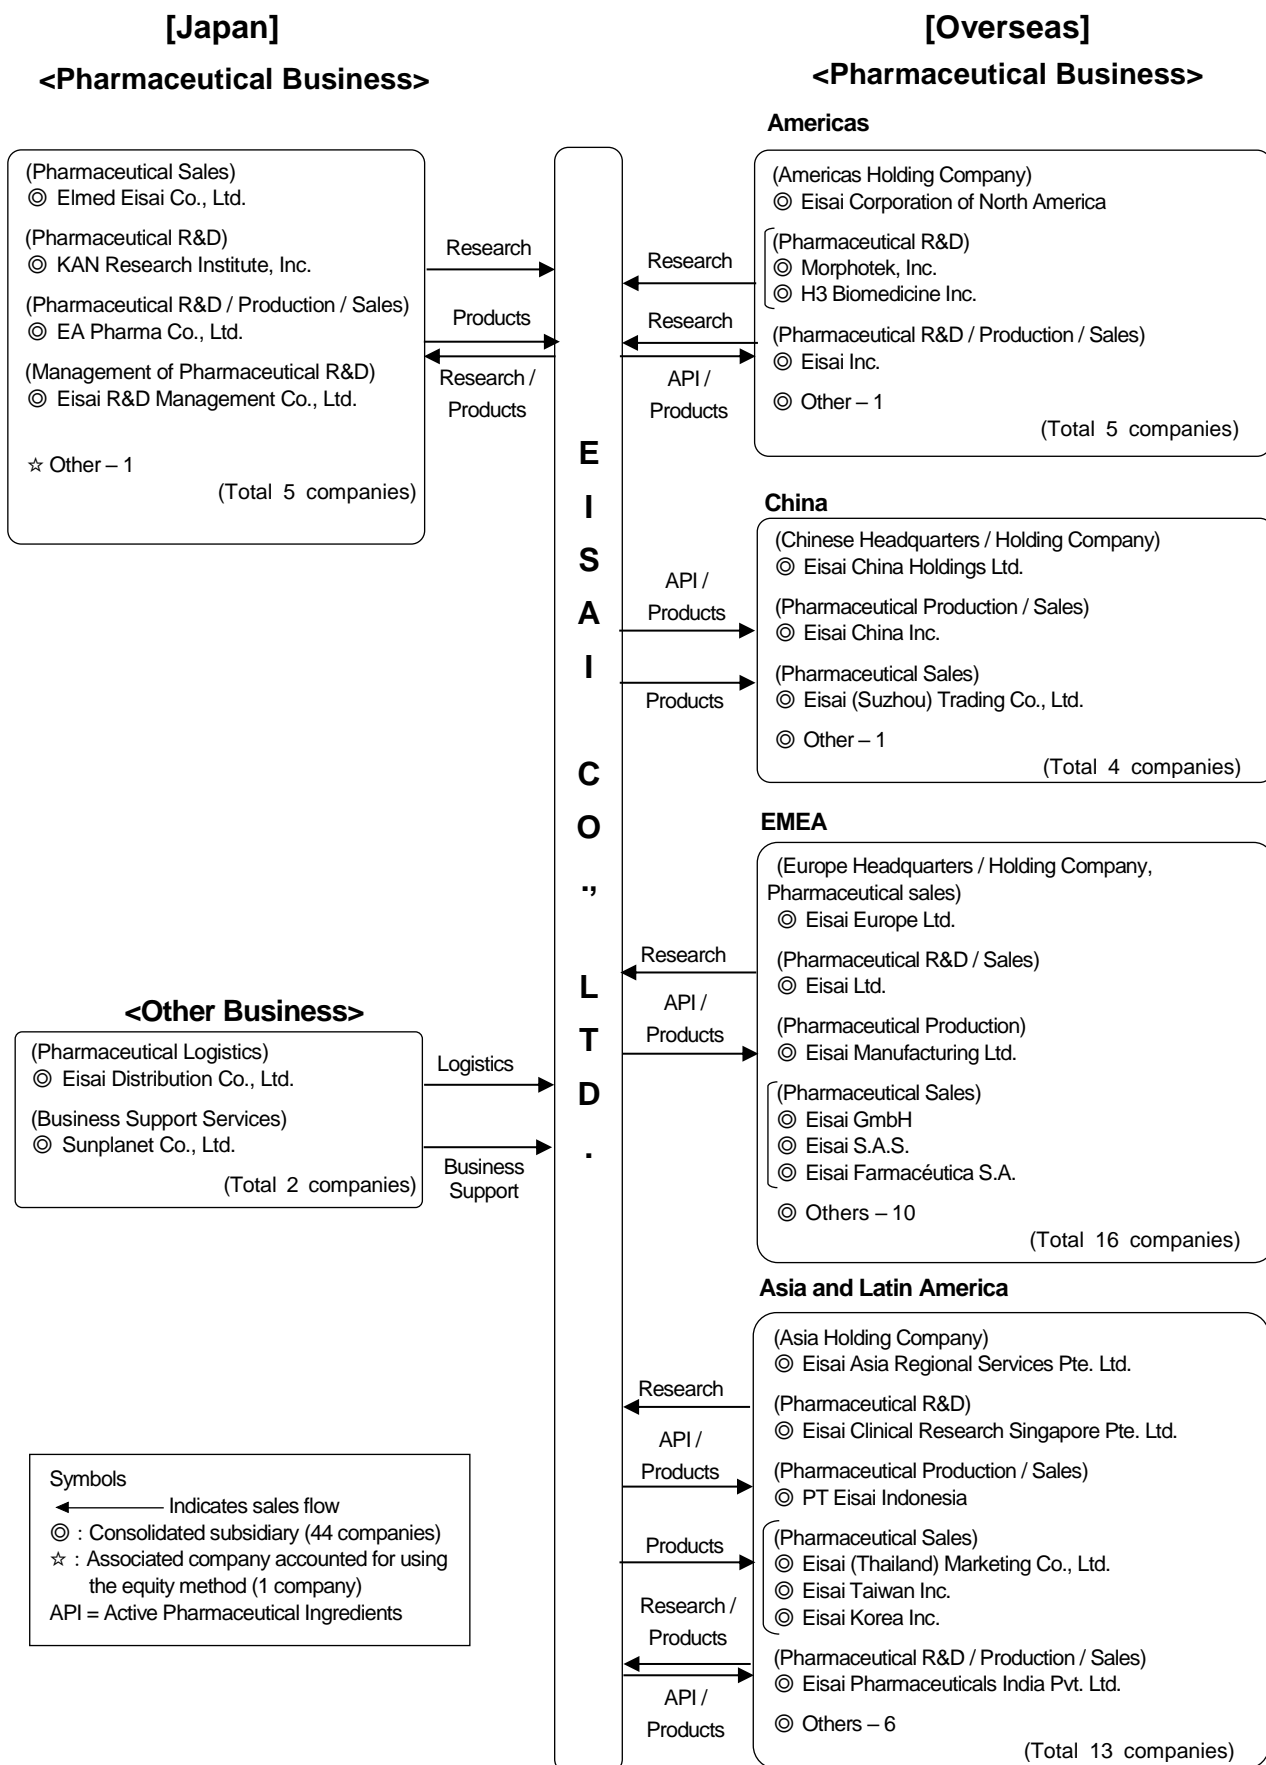 [Japan]
<Pharmaceutical Business>
(Pharmaceutical Sales)
◎ Elmed Eisai Co., Ltd.
(Pharmaceutical R&D)
◎ KAN Research Institute, Inc.
(Pharmaceutical R&D / Production / Sales)
◎ EA Pharma Co., Ltd.
(Management of Pharmaceutical R&D)
◎ Eisai R&D Management Co., Ltd.
☆ Other – 1
(Total 5 companies)
Research
Products
Research /
Products
<Other Business>
(Pharmaceutical Logistics)
◎ Eisai Distribution Co., Ltd.
(Business Support Services)
◎ Sunplanet Co., Ltd.
(Total 2 companies)
Logistics
Business
Support
Symbols
Indicates sales flow
◎ : Consolidated subsidiary (44 companies)
☆ : Associated company accounted for using
the equity method (1 company)
API = Active Pharmaceutical Ingredients
EISAI CO., LTD.
[Overseas]
<Pharmaceutical Business>
Americas
Research
Research
API /
Products
(Americas Holding Company)
◎ Eisai Corporation of North America
(Pharmaceutical R&D)
◎ Morphotek, Inc.
◎ H3 Biomedicine Inc.
(Pharmaceutical R&D / Production / Sales)
◎ Eisai Inc.
◎ Other – 1
(Total 5 companies)
China
API /
Products
Products
(Chinese Headquarters / Holding Company)
◎ Eisai China Holdings Ltd.
(Pharmaceutical Production / Sales)
◎ Eisai China Inc.
(Pharmaceutical Sales)
◎ Eisai (Suzhou) Trading Co., Ltd.
◎ Other – 1
(Total 4 companies)
EMEA
Research
API /
Products
(Europe Headquarters / Holding Company,
Pharmaceutical sales)
◎ Eisai Europe Ltd.
(Pharmaceutical R&D / Sales)
◎ Eisai Ltd.
(Pharmaceutical Production)
◎ Eisai Manufacturing Ltd.
(Pharmaceutical Sales)
◎ Eisai GmbH
◎ Eisai S.A.S.
◎ Eisai Farmacéutica S.A.
◎ Others – 10
(Total 16 companies)
Asia and Latin America
Research
API /
Products
Products
Research /
Products
API /
Products
(Asia Holding Company)
◎ Eisai Asia Regional Services Pte. Ltd.
(Pharmaceutical R&D)
◎ Eisai Clinical Research Singapore Pte. Ltd.
(Pharmaceutical Production / Sales)
◎ PT Eisai Indonesia
(Pharmaceutical Sales)
◎ Eisai (Thailand) Marketing Co., Ltd.
◎ Eisai Taiwan Inc.
◎ Eisai Korea Inc.
(Pharmaceutical R&D / Production / Sales)
◎ Eisai Pharmaceuticals India Pvt. Ltd.
◎ Others – 6
(Total 13 companies)